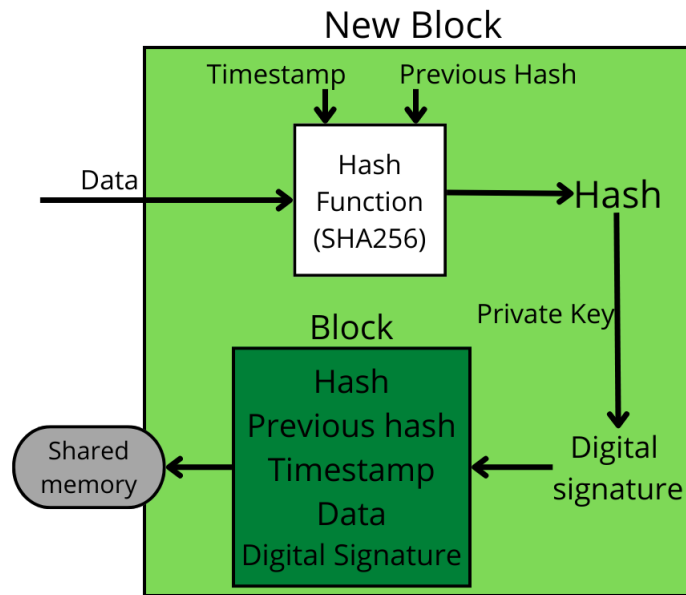 New Block
Timestamp
Previous Hash
Data
Hash
Function
(SHA256)
Hash
Private Key
Block
Hash
Previous hash
Timestamp
Data
Digital Signature
Shared
memory
Digital
signature